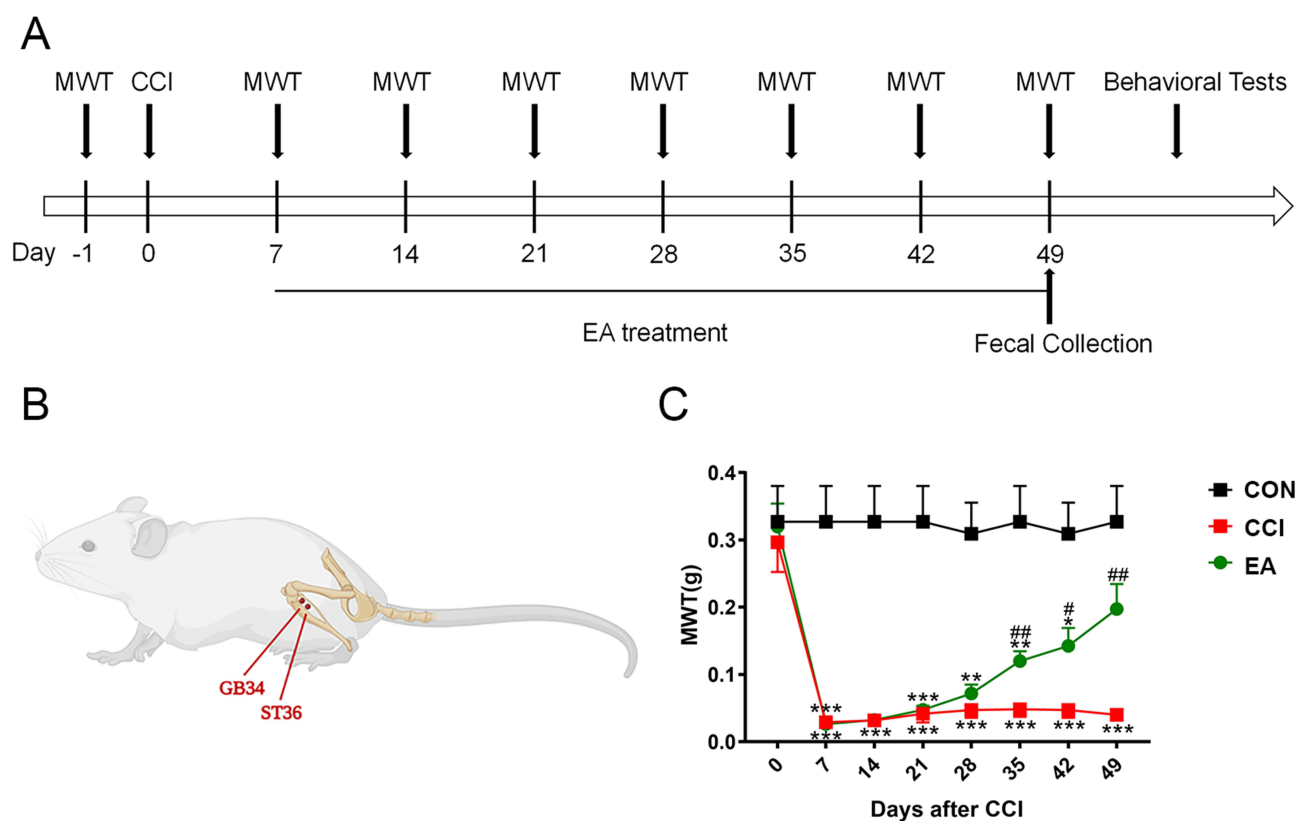 A
MWT CCI MWT MWT MWT MWT MWT MWT MWT Behavioral Tests
Day -1 0 7 14 21 28 35 42 49
EA treatment
Fecal Collection
B
GB34
ST36
C
MWT(g)
0.4
0.3
0.2
0.1
0.0
CON
CCI
EA
##
#
*
##
**
**
***
***
***
***
***
***
***
***
***
0 7 14 21 28 35 42 49
Days after CCI